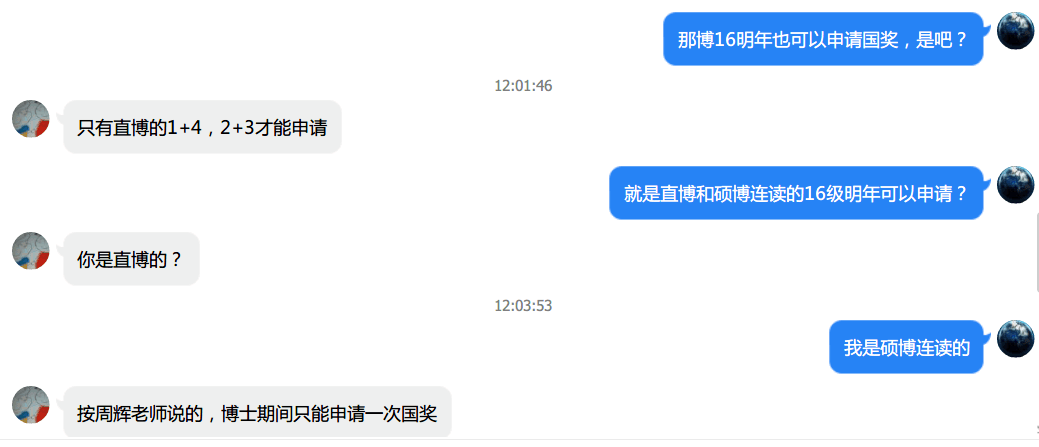 那博16明年也可以申请国奖，是吧？
12:01:46
只有直博的1+4，2+3才能申请
就是直博和硕博连读的16级明年可以申请？
你是直博的？
12:03:53
我是硕博连读的
按周辉老师说的，博士期间只能申请一次国奖